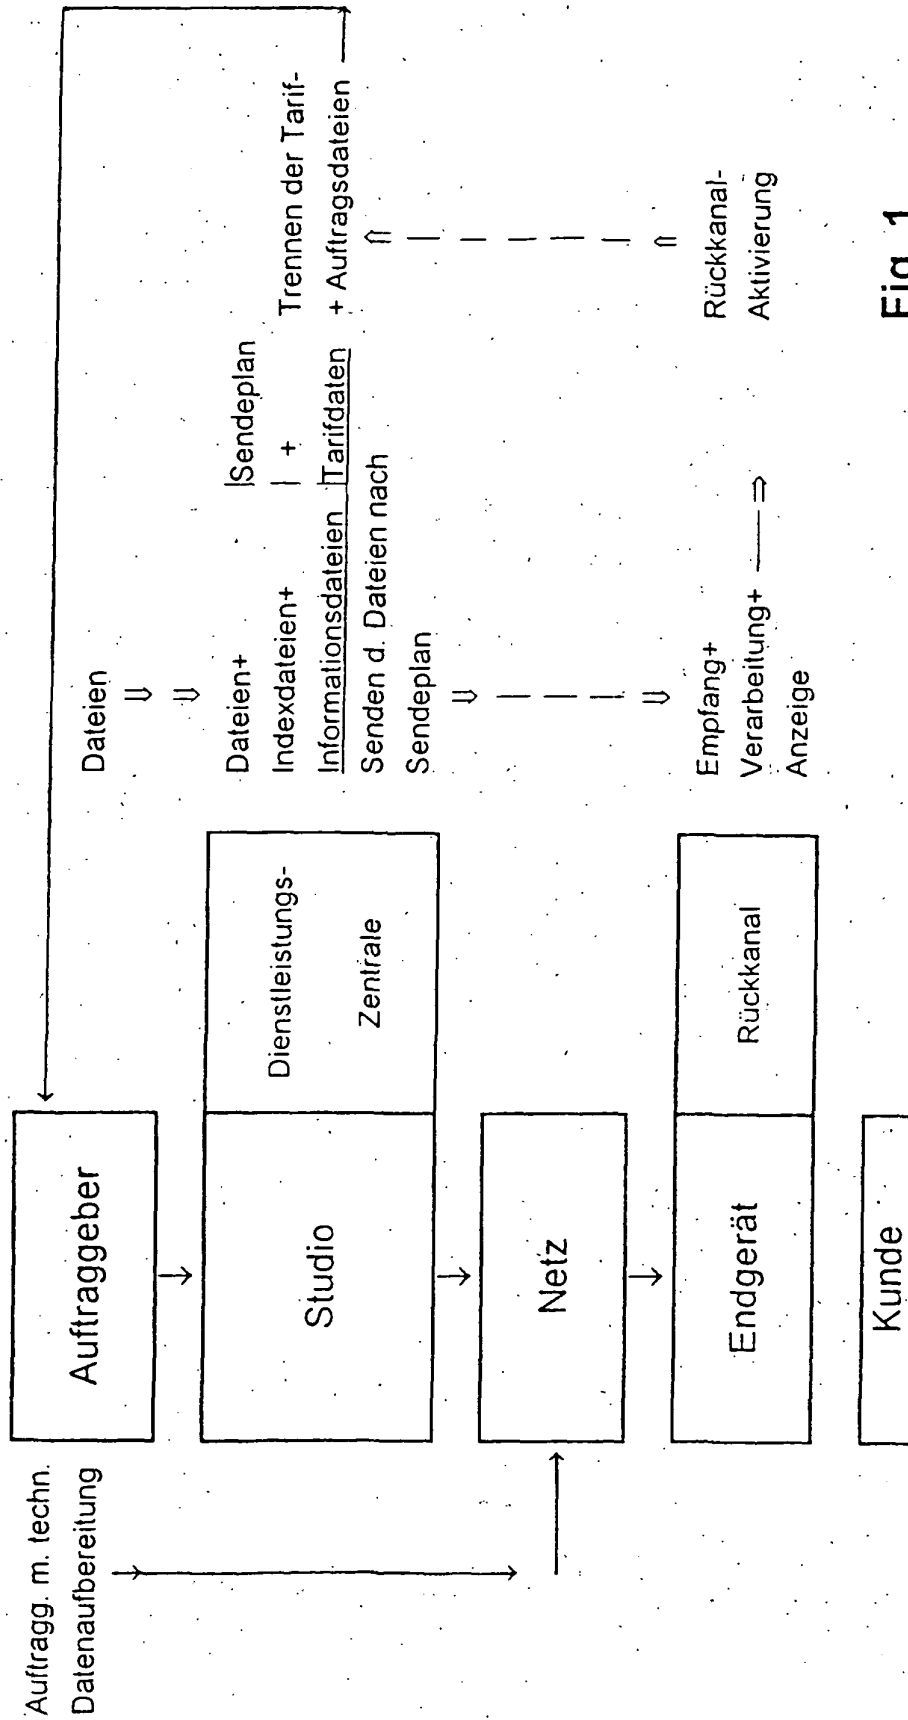 Auftragg. m. techn.
Datenaufbereitung
Auftraggeber
Dateien
Studio
Dienstleistungs-
Zentrale
Dateien+ |Sendeplan
Indexdateien+ | +
Informationsdateien |Tarifdaten
Senden d. Dateien nach
Sendeplan
Trennen der Tarif-
+ Auftragsdateien
Netz
Endgerät
Rückkanal
Empfang+
Verarbeitung+
Anzeige
Rückkanal-
Aktivierung
Kunde
Fig. 1